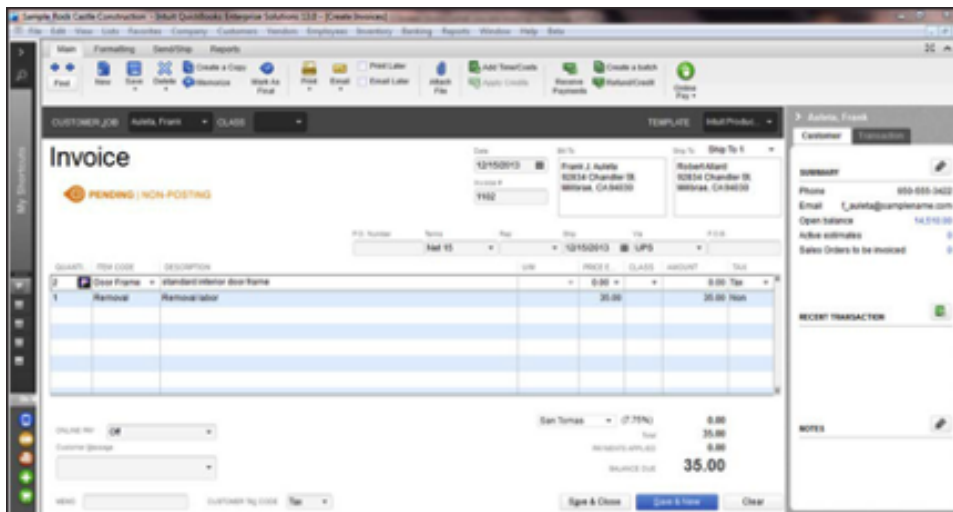 Sample Rock Castle Construction - Intuit QuickBooks Enterprise Solutions 13.0 - [Create Invoices]
File Edit View Lists Favorites Company Customers Vendors Employees Inventory Banking Reports Window Help Beta
Main Formatting Send/Ship Reports
Find New Save Delete Create a Copy Memorize Mark As Final Print Email Print Later Email Later Attach File Add Time/Costs Apply Credits Receive Payments Create a batch Refund/Credit Online Pay
My Shortcuts
CUSTOMER:JOB Auleta, Frank CLASS TEMPLATE Intuit Produc...
Invoice
PENDING | NON-POSTING
Date Bill To Ship To Ship To 1
12/15/2013
Invoice #
1102
Frank J. Auleta
92834 Chandler St.
Millbrae, CA 94030
Robert Allard
92834 Chandler St.
Millbrae, CA 94030
P.O. Number Terms Rep Ship Via F.O.B.
Net 15 12/15/2013 UPS
QUANTI... ITEM CODE DESCRIPTION U/M PRICE E... CLASS AMOUNT TAX
2 Door Frame standard interior door frame 0.00 0.00 Tax
1 Removal Removal labor 35.00 35.00 Non
San Tomas (7.75%) 0.00
Total 35.00
PAYMENTS APPLIED 0.00
BALANCE DUE 35.00
ONLINE PAY Off
Customer Message
MEMO CUSTOMER TAX CODE Tax
Save & Close Save & New Clear
Auleta, Frank
Customer Transaction
SUMMARY
Phone 650-555-3422
Email f_auleta@samplename.com
Open balance 14,510.00
Active estimates 0
Sales Orders to be invoiced 0
RECENT TRANSACTION
NOTES